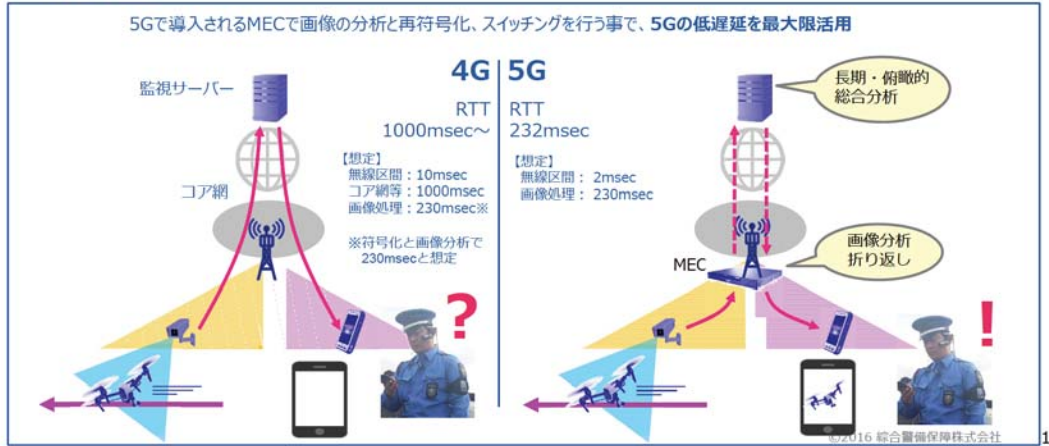 5Gで導入されるMECで画像の分析と再符号化、スイッチングを行う事で、5Gの低遅延を最大限活用
監視サーバー
4G
5G
長期・俯瞰的
総合分析
RTT
1000msec～
RTT
232msec
【想定】
無線区間：10msec
コア網等：1000msec
画像処理：230msec※
【想定】
無線区間： 2msec
画像処理： 230msec
コア網
※符号化と画像分析で
230msecと想定
画像分析
折り返し
MEC
?
!
©2016 綜合警備保障株式会社
1